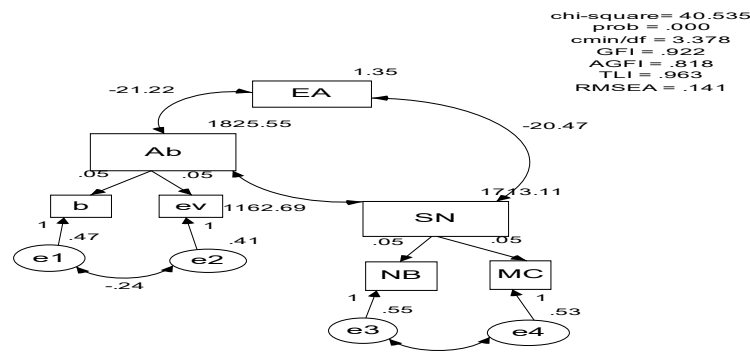 chi-square= 40.535
prob = .000
cmin/df = 3.378
GFI = .922
AGFI = .818
TLI = .963
RMSEA = .141
1.35
EA
-21.22
-20.47
1825.55
Ab
.05
.05
b
ev
1162.69
1713.11
SN
1
.47
1
.41
e1
e2
-.24
.05
.05
NB
MC
1
.55
1
.53
e3
e4